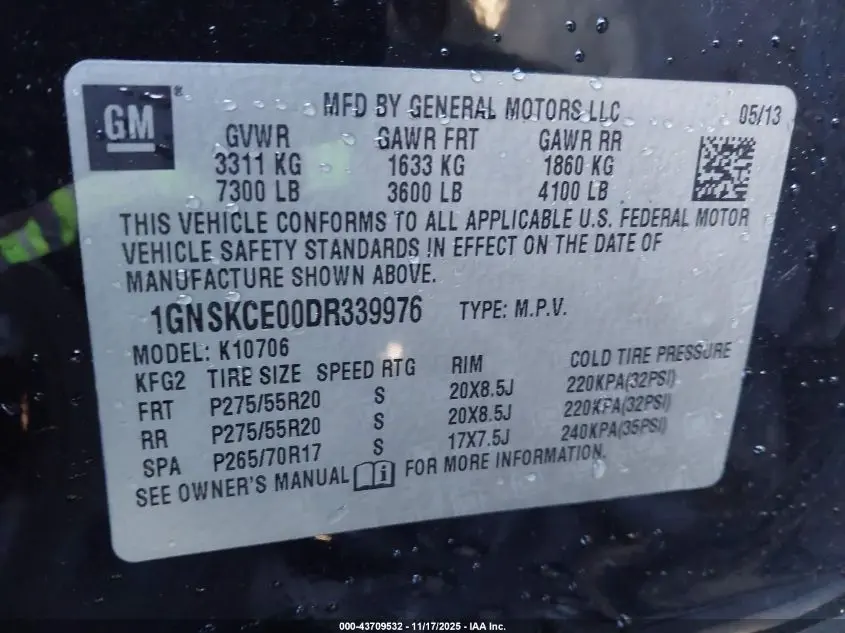 GM ®
MFD BY GENERAL MOTORS LLC 05/13
GVWR GAWR FRT GAWR RR
3311 KG 1633 KG 1860 KG
7300 LB 3600 LB 4100 LB
THIS VEHICLE CONFORMS TO ALL APPLICABLE U.S. FEDERAL MOTOR
VEHICLE SAFETY STANDARDS IN EFFECT ON THE DATE OF
MANUFACTURE SHOWN ABOVE.
1GNSKCE00DR339976 TYPE: M.P.V.
MODEL: K10706
KFG2 TIRE SIZE SPEED RTG RIM COLD TIRE PRESSURE
FRT P275/55R20 S 20X8.5J 220KPA(32PSI)
RR P275/55R20 S 20X8.5J 220KPA(32PSI)
SPA P265/70R17 S 17X7.5J 240KPA(35PSI)
SEE OWNER'S MANUAL i FOR MORE INFORMATION.
000-43709532 - 11/17/2025 - IAA Inc.